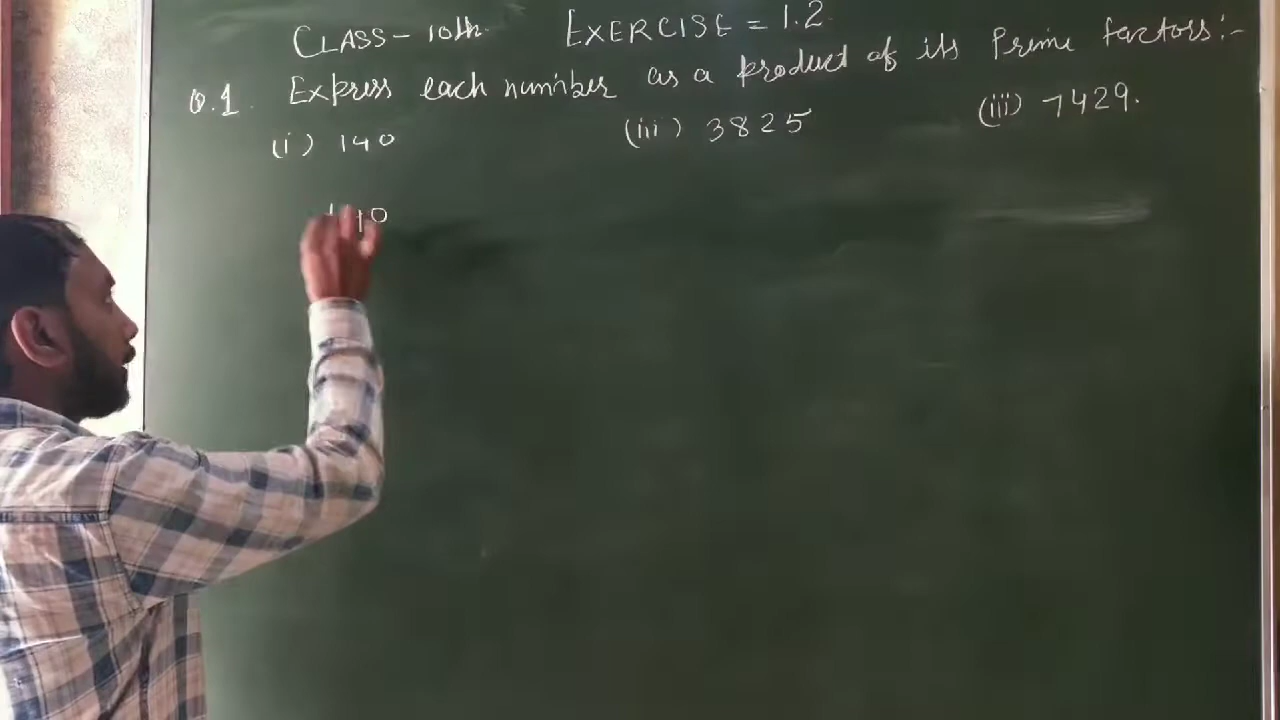 CLASS - 10th EXERCISE = 1.2
Q.1. Express each number as a product of its Prime factors :-
(i) 140 (iii) 3825 (iii) 7429.
140